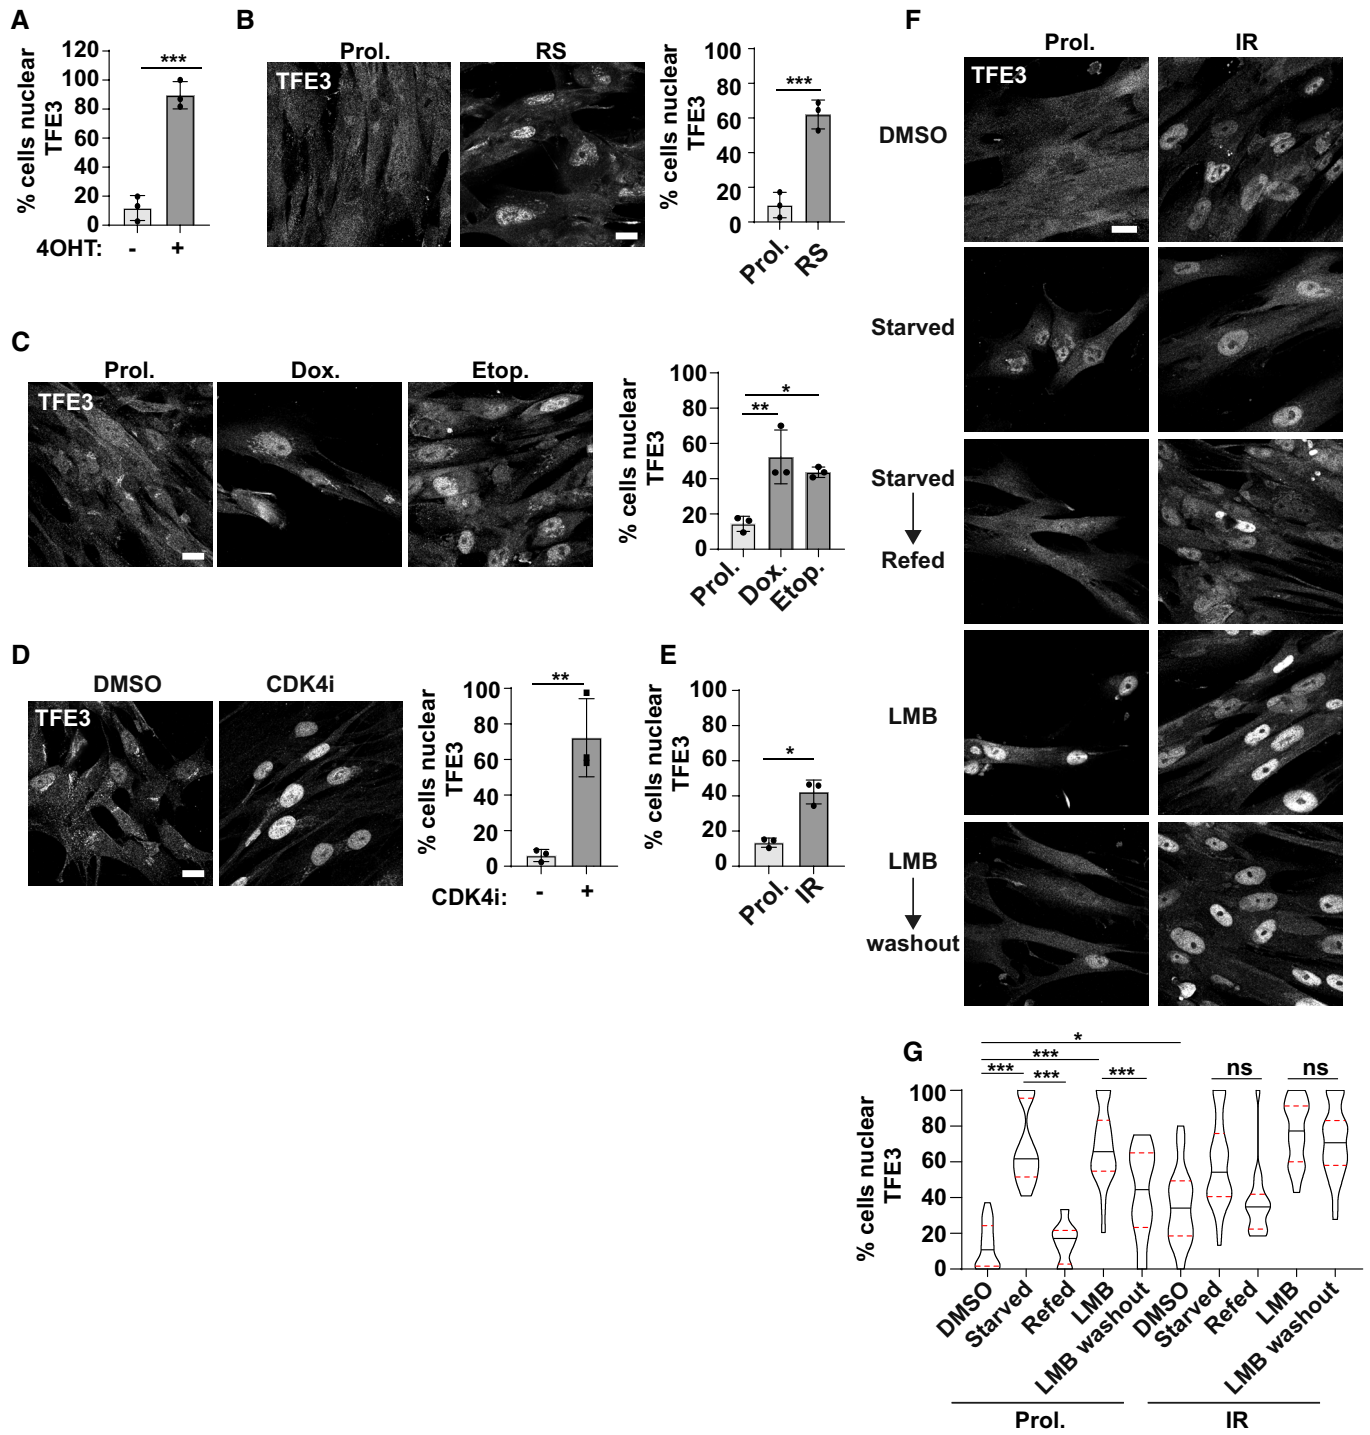 A
% cells nuclear
TFE3
120
100
80
60
40
20
0
***
4OHT:
-
+
B
Prol.
RS
TFE3
% cells nuclear
TFE3
100
80
60
40
20
0
***
Prol.
RS
C
Prol.
Dox.
Etop.
TFE3
% cells nuclear
TFE3
100
80
60
40
20
0
*
**
Prol.
Dox.
Etop.
D
DMSO
CDK4i
TFE3
% cells nuclear
TFE3
100
80
60
40
20
0
**
CDK4i:
-
+
E
% cells nuclear
TFE3
100
80
60
40
20
0
*
Prol.
IR
F
Prol.
IR
TFE3
DMSO
Starved
Starved
Refed
LMB
LMB
washout
G
% cells nuclear
TFE3
100
80
60
40
20
0
*
***
***
***
***
ns
ns
DMSO
Starved
Refed
LMB
LMB washout
DMSO
Starved
Refed
LMB
LMB washout
Prol.
IR